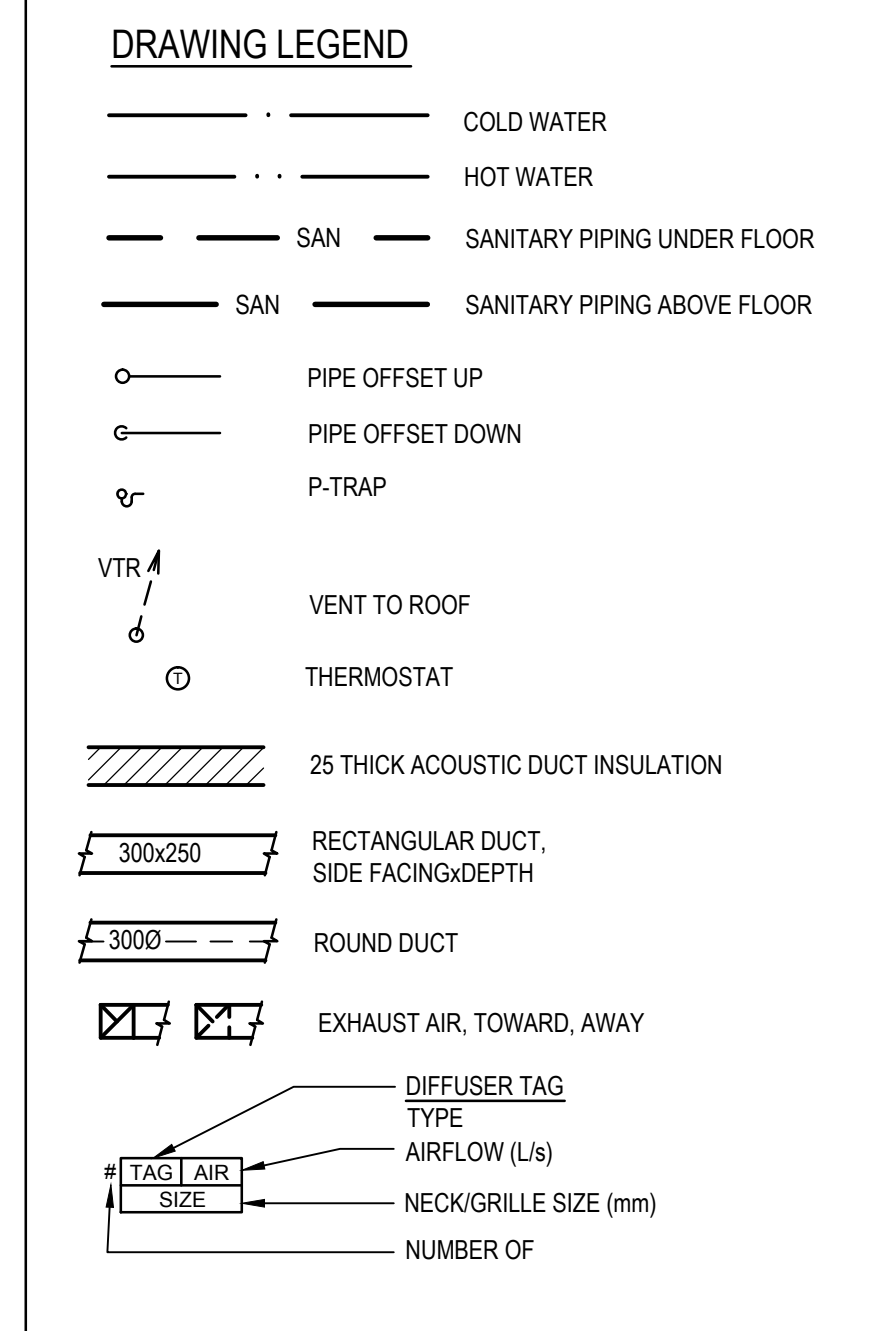 DRAWING LEGEND
COLD WATER
HOT WATER
SAN SANITARY PIPING UNDER FLOOR
SAN SANITARY PIPING ABOVE FLOOR
PIPE OFFSET UP
PIPE OFFSET DOWN
P-TRAP
VTR
VENT TO ROOF
T THERMOSTAT
25 THICK ACOUSTIC DUCT INSULATION
300x250
RECTANGULAR DUCT,
SIDE FACINGxDEPTH
300Ø ROUND DUCT
EXHAUST AIR, TOWARD, AWAY
DIFFUSER TAG
TYPE
AIRFLOW (L/s)
# TAG AIR
SIZE
NECK/GRILLE SIZE (mm)
NUMBER OF